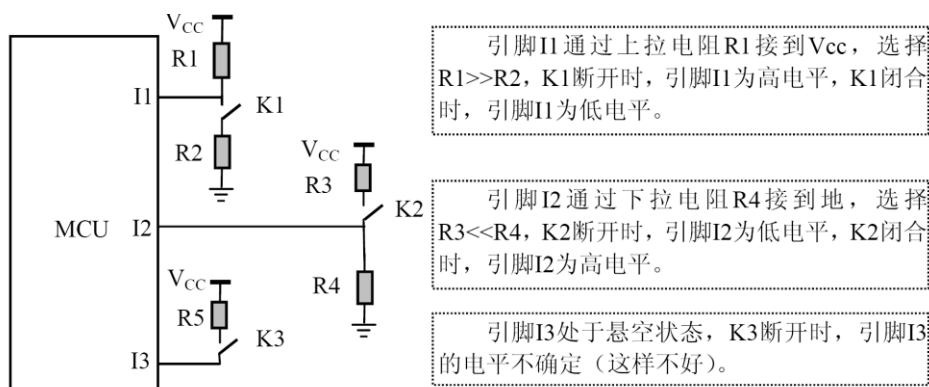 V_CC
R1
I1
K1
R2
V_CC
R3
K2
MCU
I2
R4
V_CC
R5
K3
I3
引脚I1通过上拉电阻R1接到Vcc，选择
R1>>R2，K1断开时，引脚I1为高电平，K1闭合
时，引脚I1为低电平。
引脚I2通过下拉电阻R4接到地，选择
R3<<R4，K2断开时，引脚I2为低电平，K2闭合
时，引脚I2为高电平。
引脚I3处于悬空状态，K3断开时，引脚I3
的电平不确定（这样不好）。